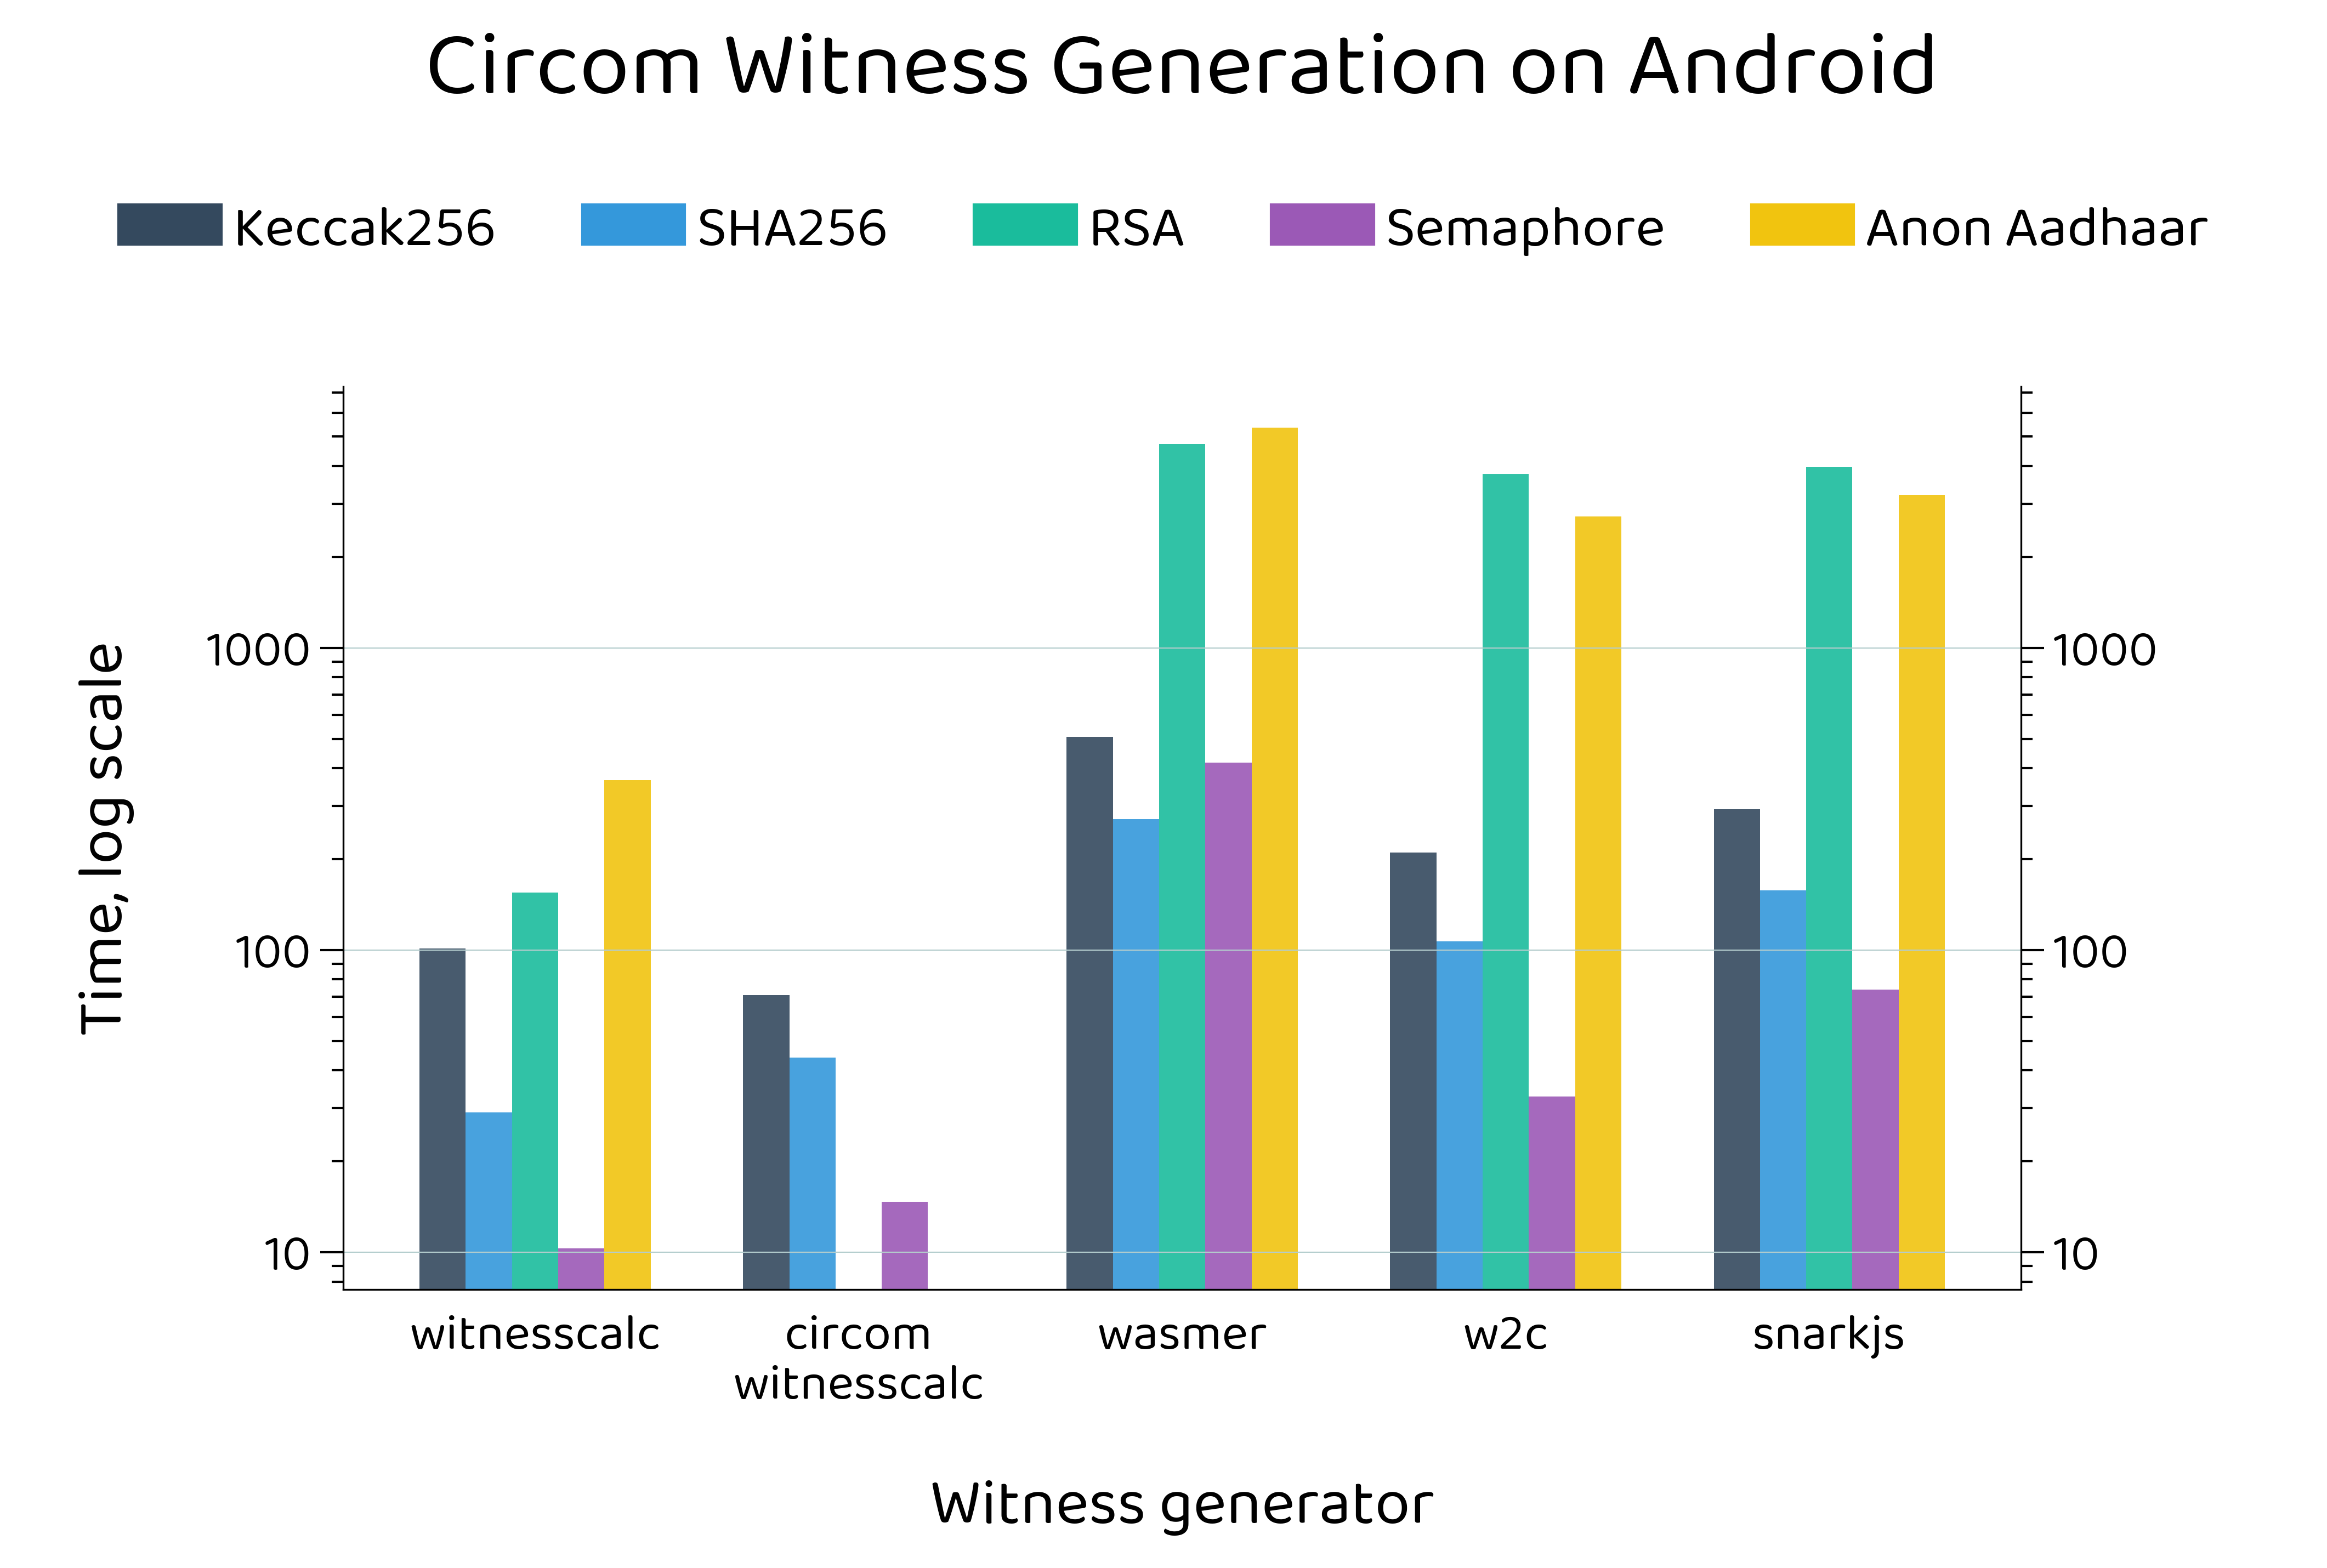 Circom Witness Generation on Android
Keccak256 SHA256 RSA Semaphore Anon Aadhaar
Time, log scale
1000
100
10
1000
100
10
witnesscalc
circom
witnesscalc
wasmer
w2c
snarkjs
Witness generator